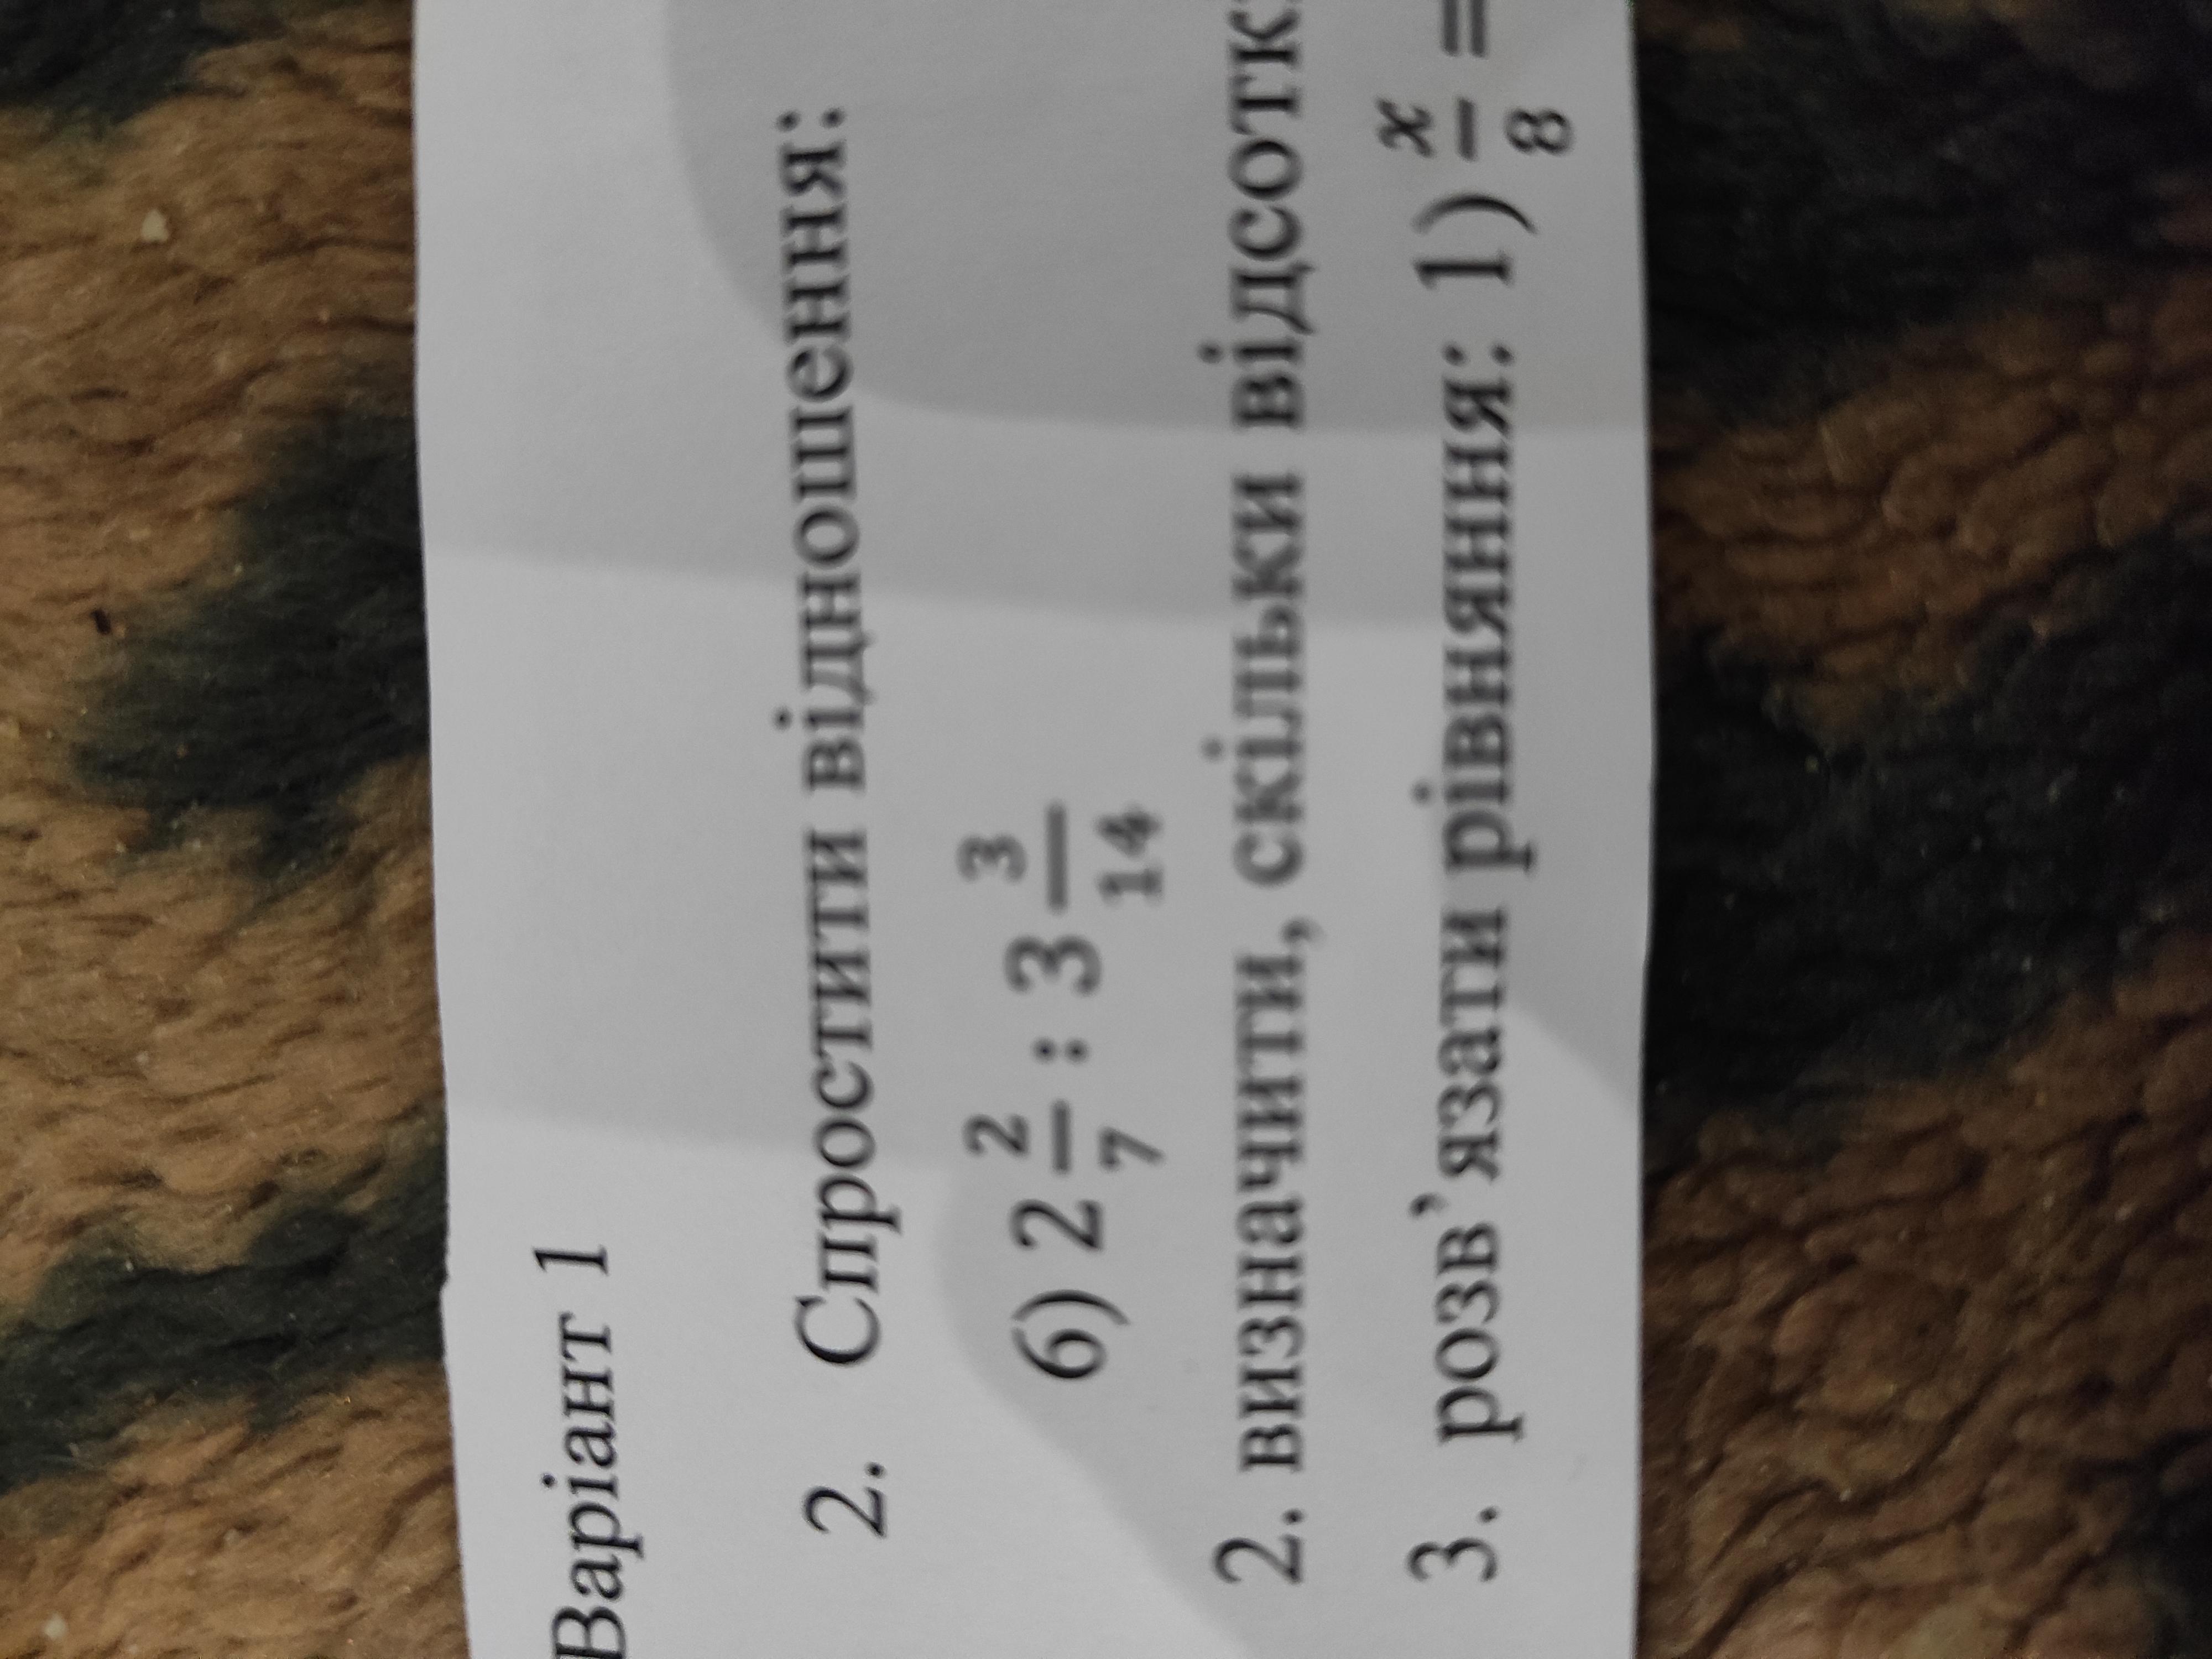 Варіант 1
2. Спростити відношення:
6) 2 2/7 : 3 3/14
2. визначити, скільки відсотк
3. розв’язати рівняння: 1) x/8 =